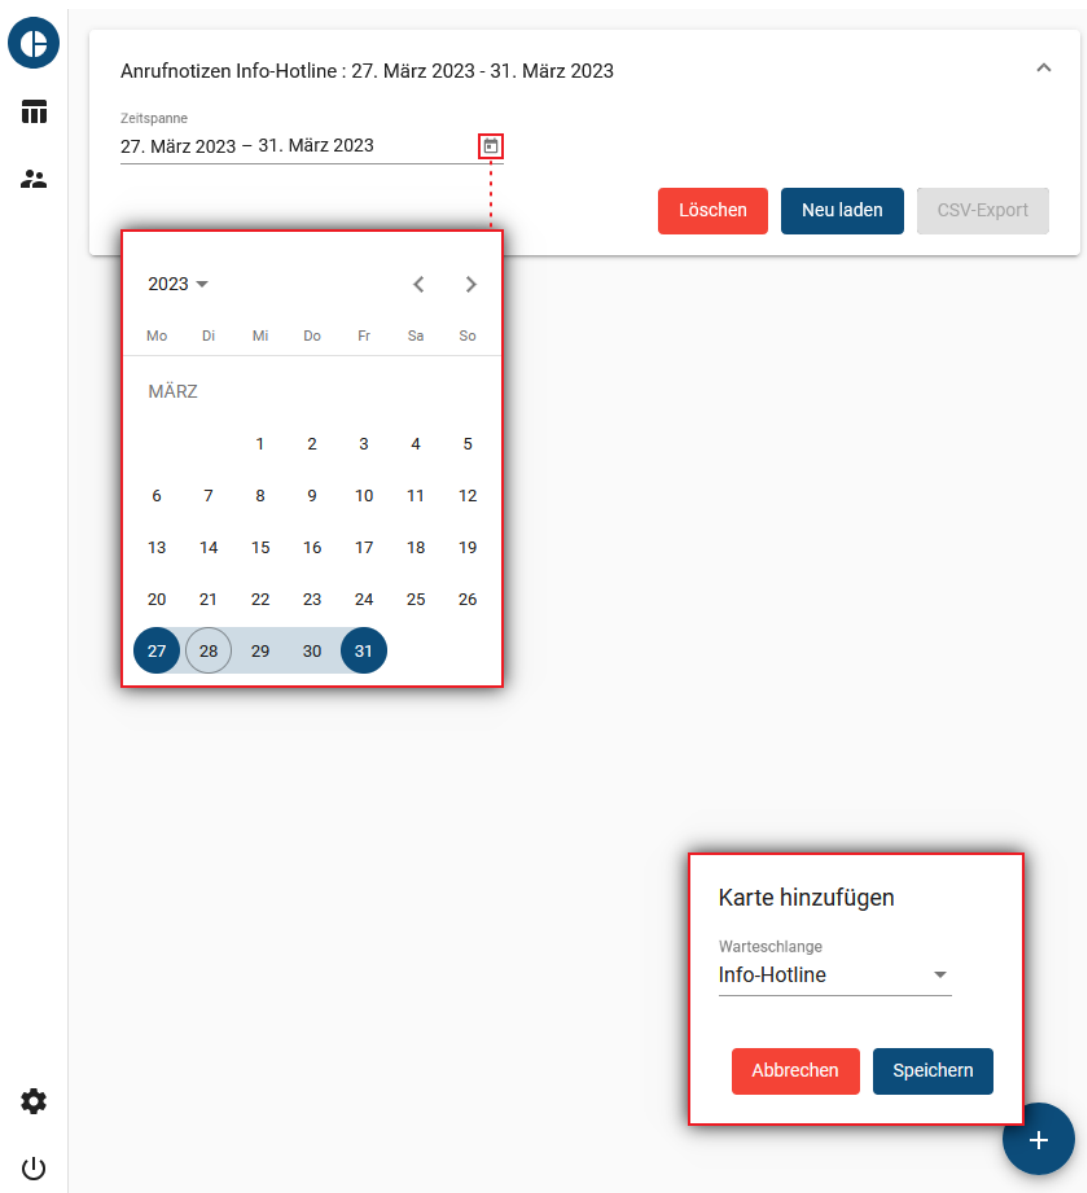 Anrufnotizen Info-Hotline : 27. März 2023 - 31. März 2023
Zeitspanne
27. März 2023 – 31. März 2023
Löschen Neu laden CSV-Export
2023
Mo Di Mi Do Fr Sa So
MÄRZ
1 2 3 4 5
6 7 8 9 10 11 12
13 14 15 16 17 18 19
20 21 22 23 24 25 26
27 28 29 30 31
Karte hinzufügen
Warteschlange
Info-Hotline
Abbrechen Speichern